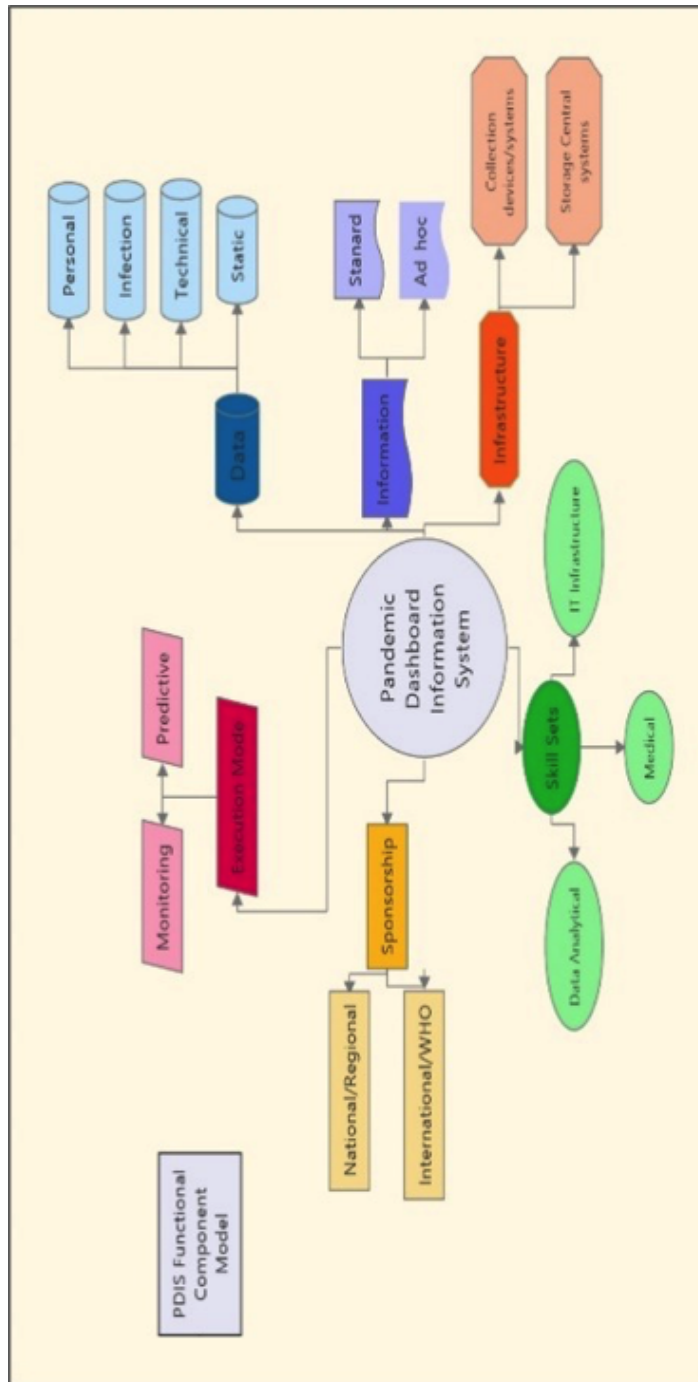 PDIS Functional
Component
Model
Monitoring
Predictive
Execution Mode
National/Regional
International/WHO
Sponsorship
Pandemic
Dashboard
Information
System
Data
Personal
Infection
Technical
Static
Information
Stanard
Ad hoc
Infrastructure
Collection
devices/systems
Storage Central
systems
Skill Sets
Data Analytical
Medical
IT Infrastructure